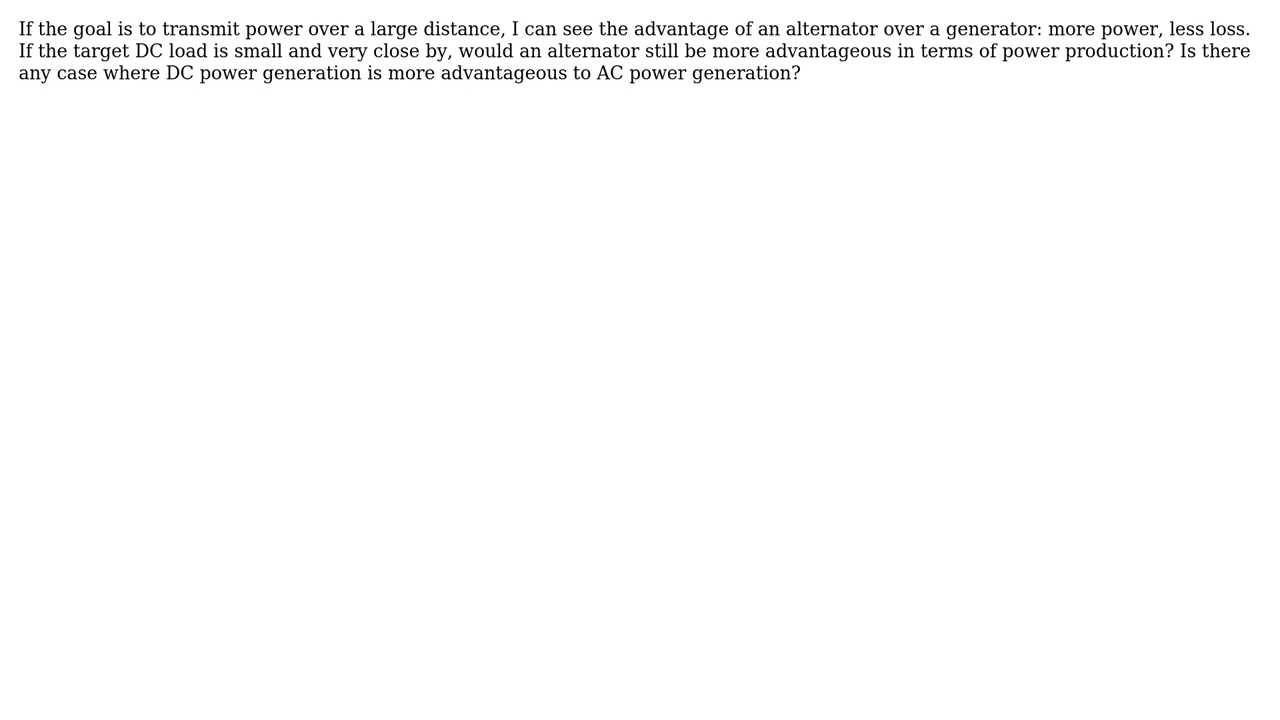 If the goal is to transmit power over a large distance, I can see the advantage of an alternator over a generator: more power, less loss.
If the target DC load is small and very close by, would an alternator still be more advantageous in terms of power production? Is there
any case where DC power generation is more advantageous to AC power generation?